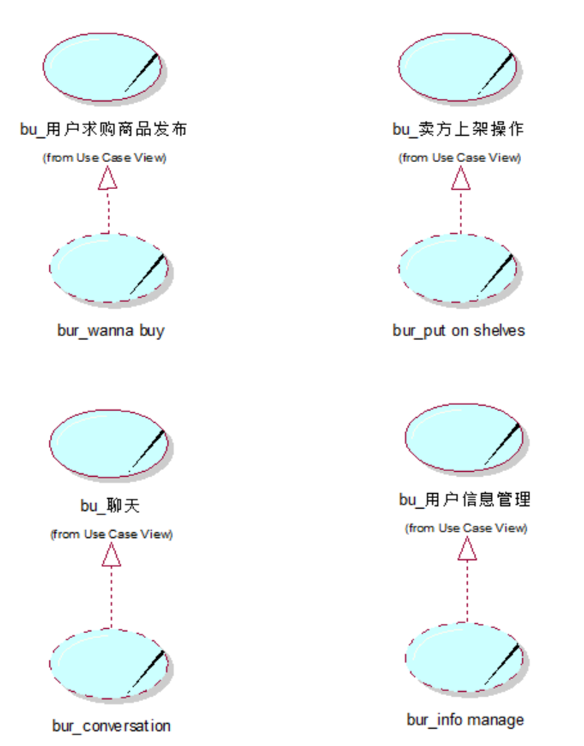 bu_用户求购商品发布
(from Use Case View)
bu_卖方上架操作
(from Use Case View)
bur_wanna buy
bur_put on shelves
bu_聊天
(from Use Case View)
bu_用户信息管理
(from Use Case View)
bur_conversation
bur_info manage